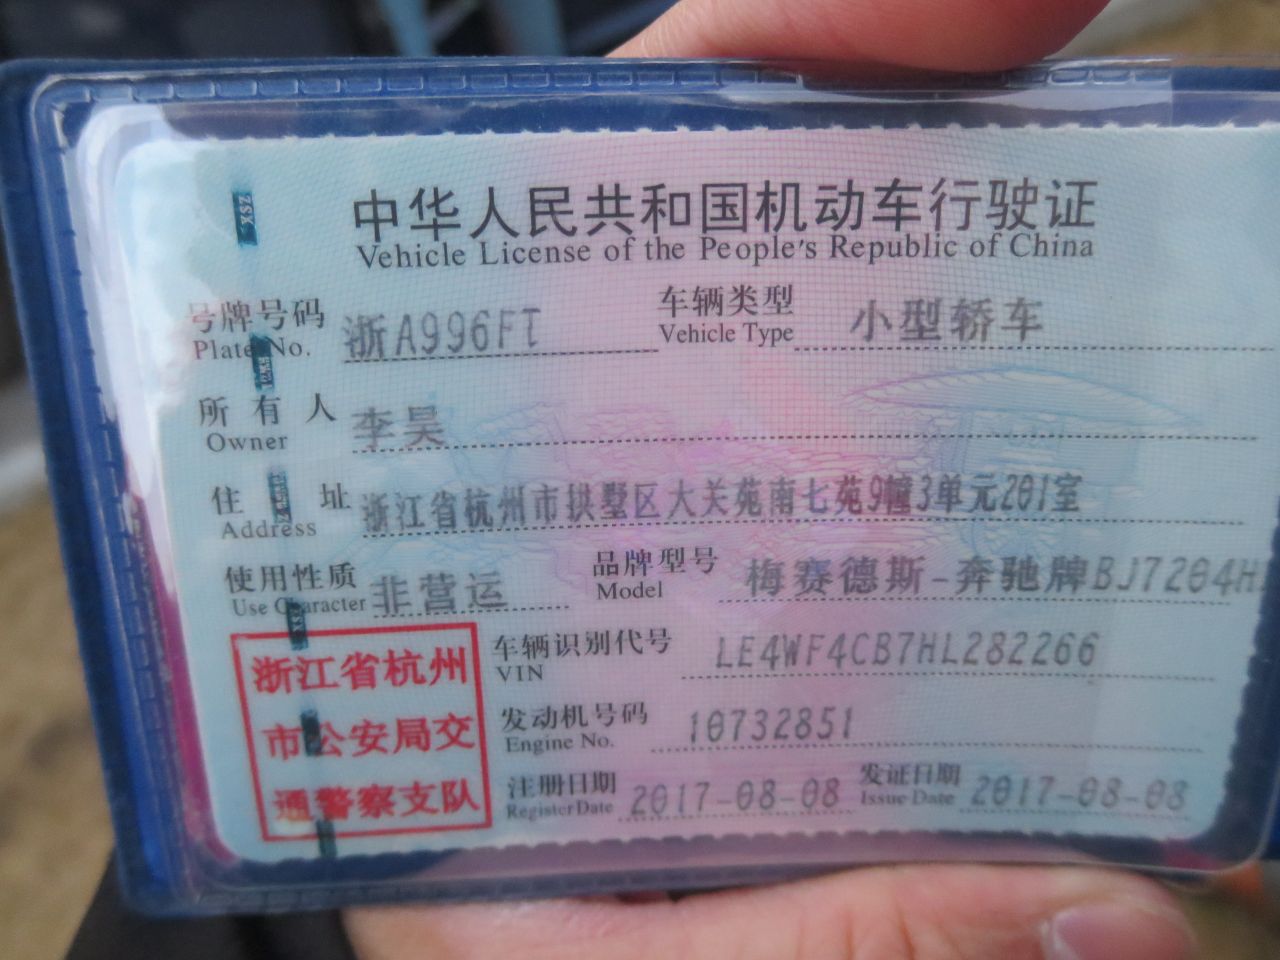 中华人民共和国机动车行驶证
Vehicle License of the People's Republic of China
号牌号码 浙A996FT 车辆类型 小型轿车
Plate No. Vehicle Type
所有人 李昊
Owner
住址 浙江省杭州市拱墅区大关苑南七苑9幢3单元201室
Address
使用性质 非营运 品牌型号 梅赛德斯-奔驰牌BJ7204H
Use Character Model
浙江省杭州
市公安局交
通警察支队
车辆识别代号 LE4WF4CB7HL282266
VIN
发动机号码 10732851
Engine No.
注册日期 2017-08-08 发证日期 2017-08-08
Register Date Issue Date